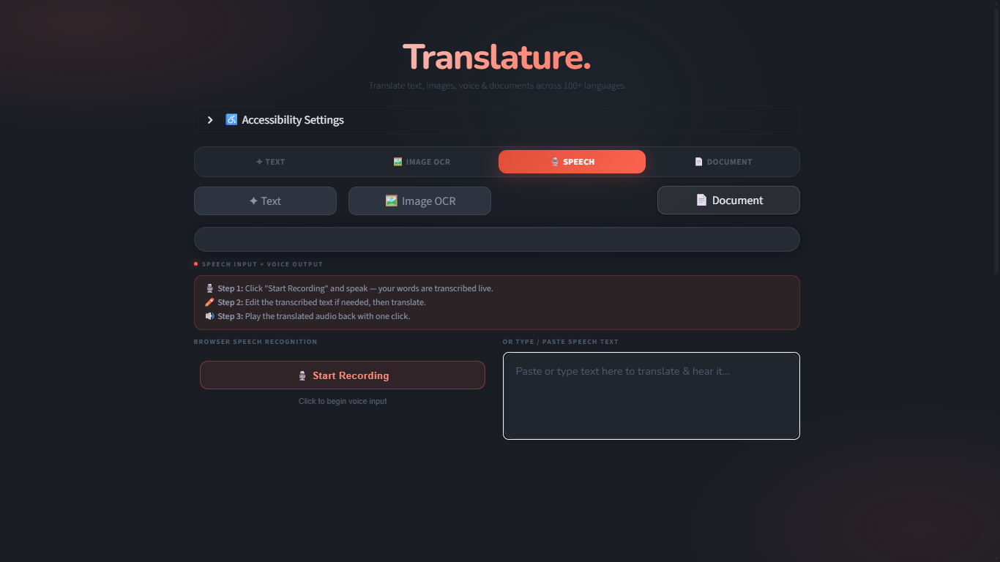 Translature.
Translate text, images, voice & documents across 100+ languages
Accessibility Settings
✦ TEXT
IMAGE OCR
SPEECH
DOCUMENT
✦ Text
Image OCR
Document
SPEECH INPUT + VOICE OUTPUT
Step 1: Click "Start Recording" and speak — your words are transcribed live.
Step 2: Edit the transcribed text if needed, then translate.
Step 3: Play the translated audio back with one click.
BROWSER SPEECH RECOGNITION
Start Recording
Click to begin voice input
OR TYPE / PASTE SPEECH TEXT
Paste or type text here to translate & hear it...